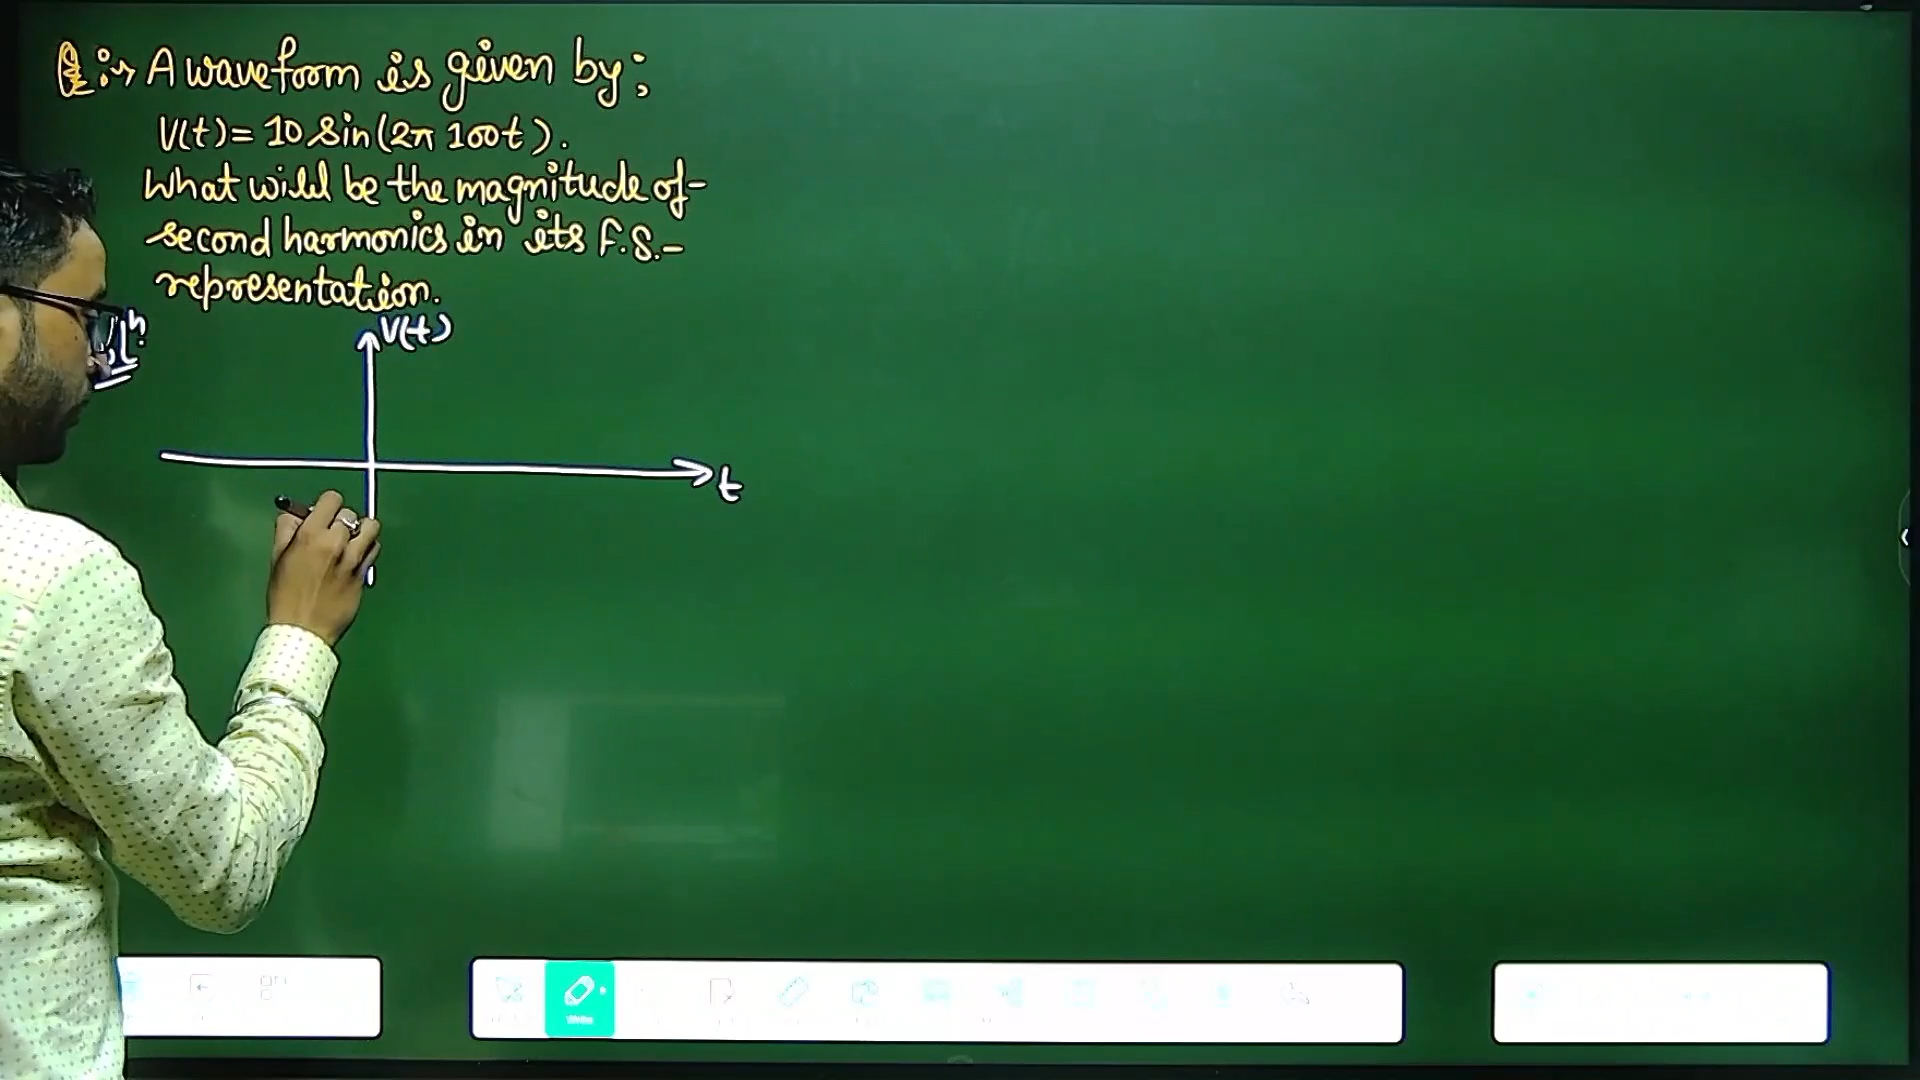 Q:→ A waveform is given by;
V(t) = 10 sin(2π 100t).
What will be the magnitude of-
second harmonics in its F.S.-
representation.
V(t)
t
Write